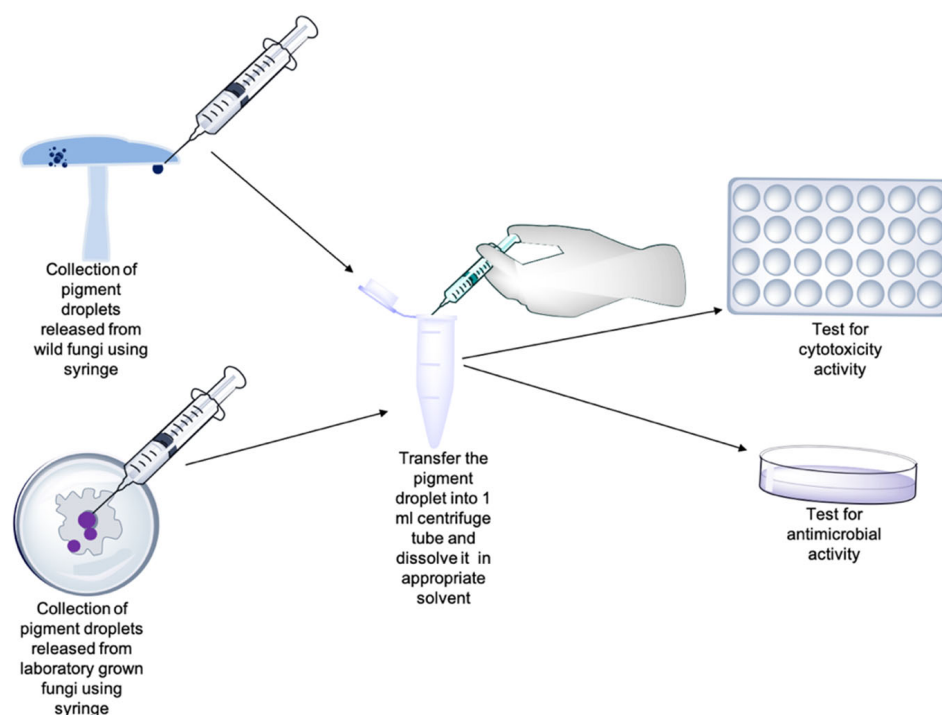 Collection of
pigment
droplets
released from
wild fungi using
syringe
Collection of
pigment droplets
released from
laboratory grown
fungi using
syringe
Transfer the
pigment
droplet into 1
ml centrifuge
tube and
dissolve it in
appropriate
solvent
Test for
cytotoxicity
activity
Test for
antimicrobial
activity